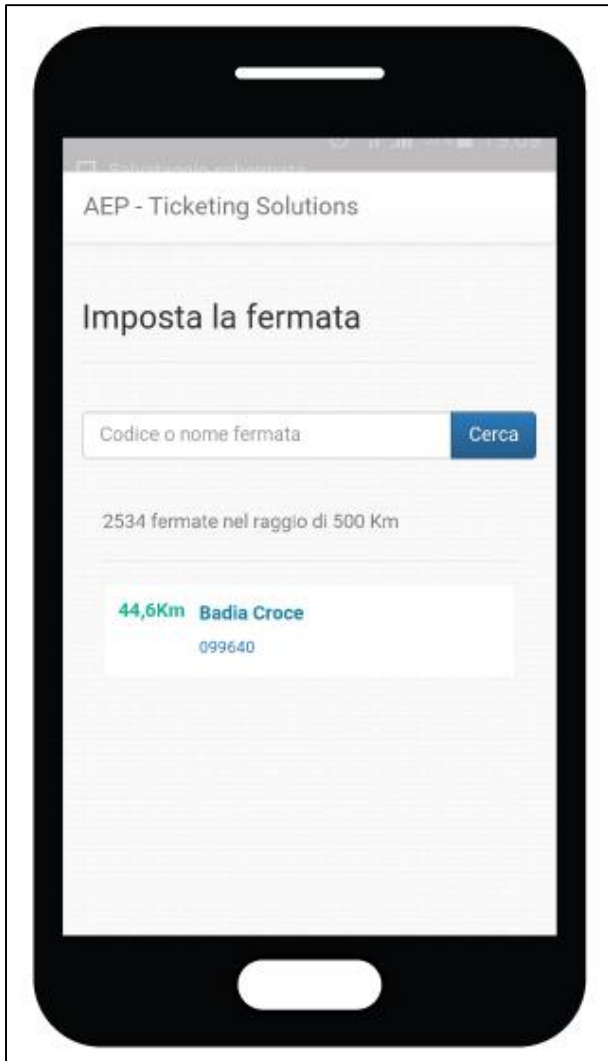 AEP - Ticketing Solutions
Imposta la fermata
Codice o nome fermata
Cerca
2534 fermate nel raggio di 500 Km
44,6Km Badia Croce
099640